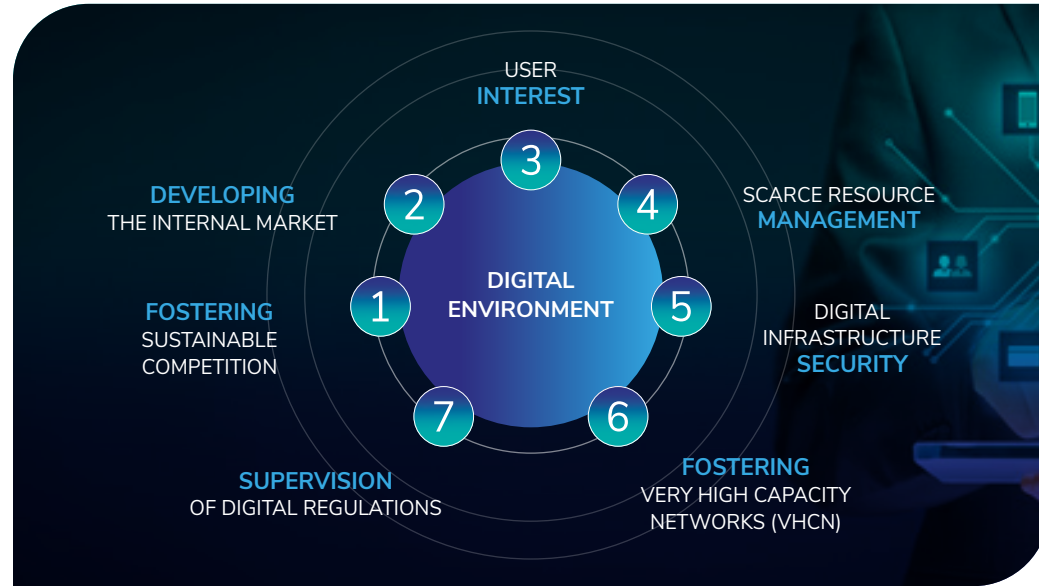 USER
INTEREST
3
2
4
DEVELOPING
THE INTERNAL MARKET
SCARCE RESOURCE
MANAGEMENT
DIGITAL
ENVIRONMENT
1
5
FOSTERING
SUSTAINABLE
COMPETITION
DIGITAL
INFRASTRUCTURE
SECURITY
7
6
SUPERVISION
OF DIGITAL REGULATIONS
FOSTERING
VERY HIGH CAPACITY
NETWORKS (VHCN)